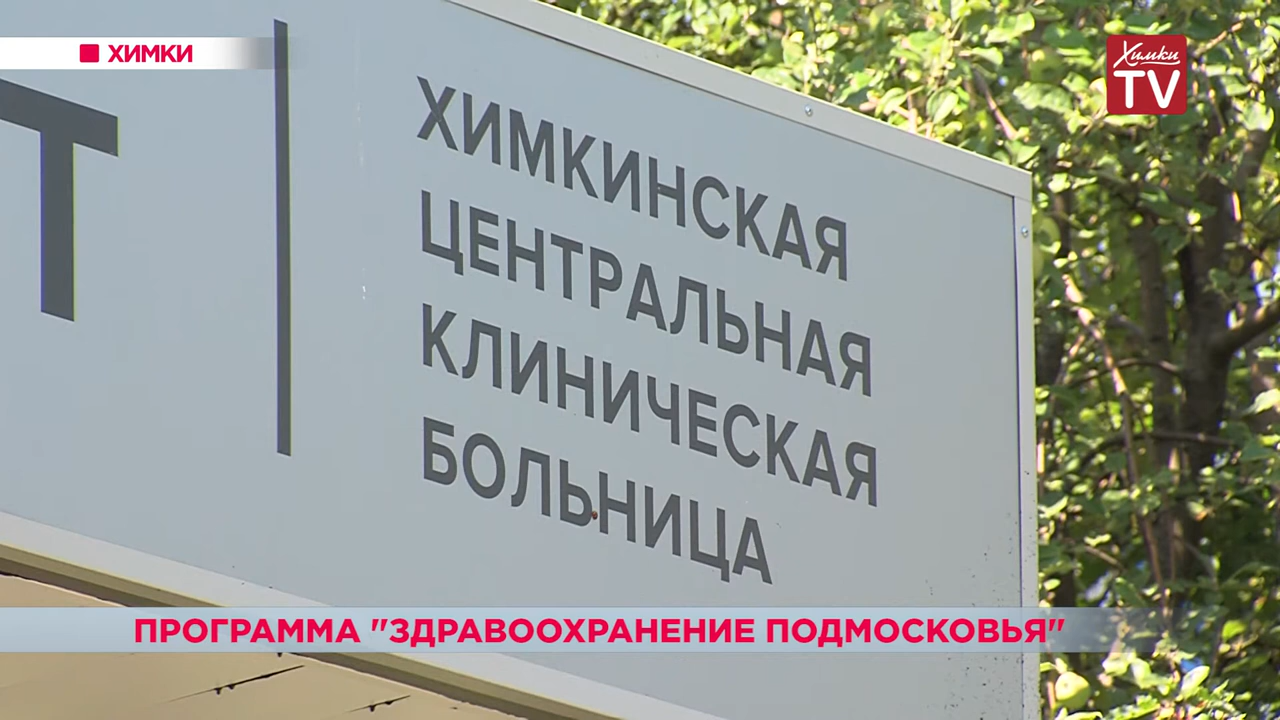 ХИМКИ
Химки
TV
Т
ХИМКИНСКАЯ
ЦЕНТРАЛЬНАЯ
КЛИНИЧЕСКАЯ
БОЛЬНИЦА
ПРОГРАММА "ЗДРАВООХРАНЕНИЕ ПОДМОСКОВЬЯ"